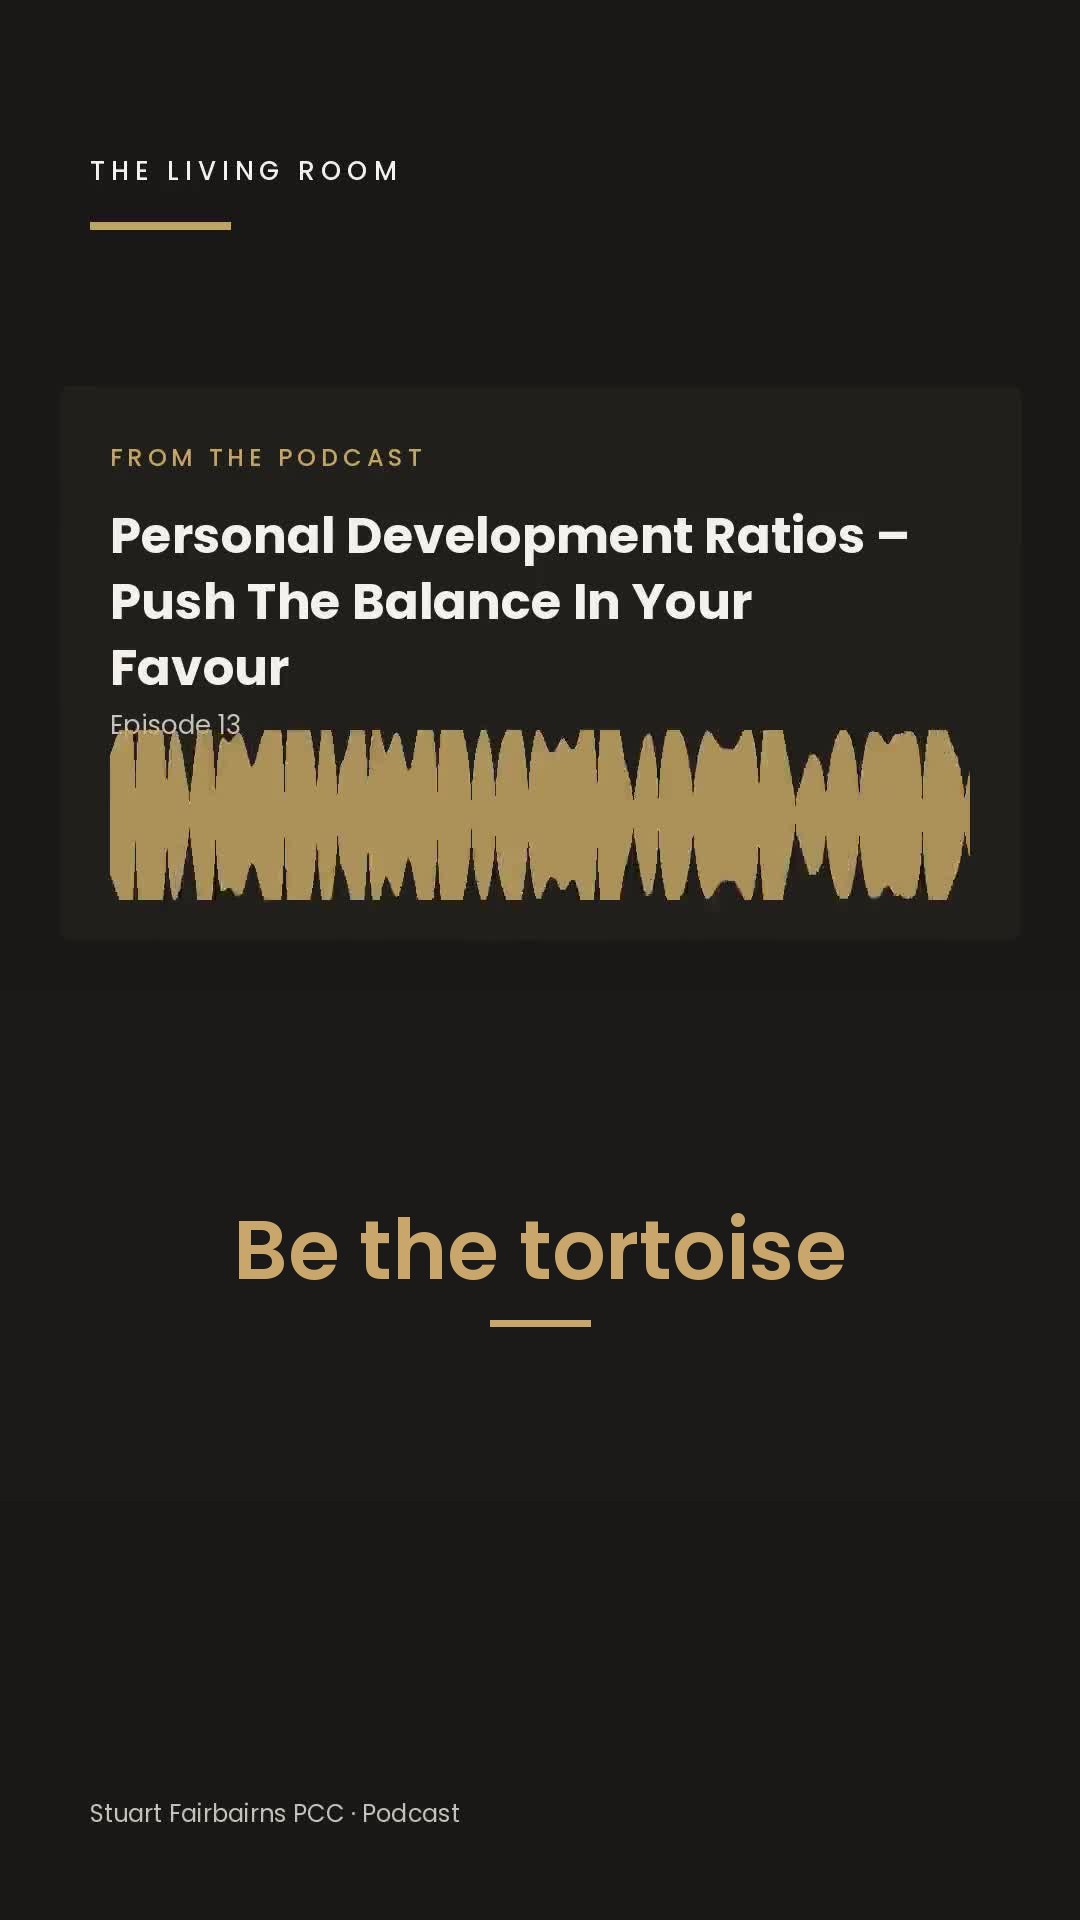 THE LIVING ROOM
FROM THE PODCAST
Personal Development Ratios –
Push The Balance In Your
Favour
Episode 13
Be the tortoise
Stuart Fairbairns PCC · Podcast